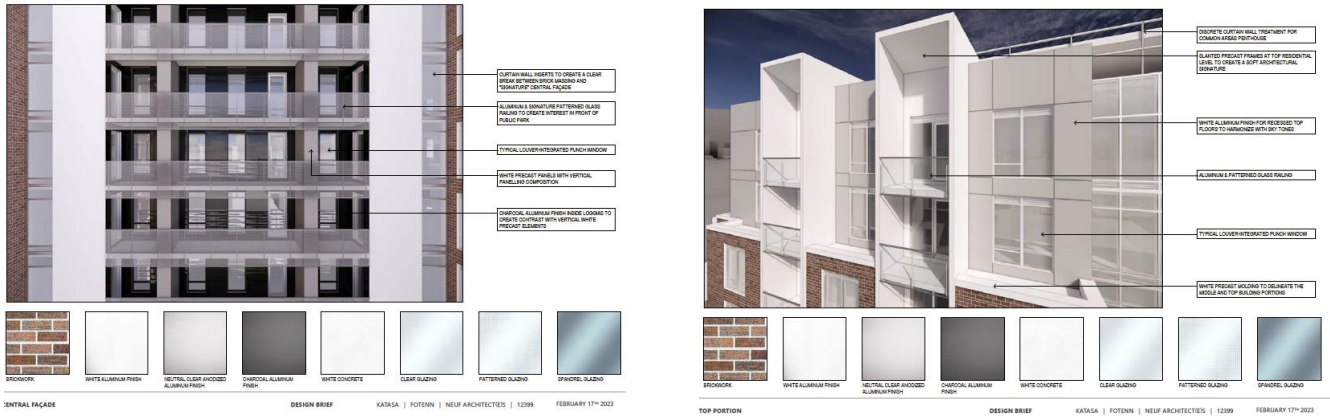 CURTAIN WALL INSERTS TO CREATE A CLEAR
BREAK BETWEEN BRICK MASSING AND
"SIGNATURE" CENTRAL FAÇADE
ALUMINUM & SIGNATURE PATTERNED GLASS
RAILING TO CREATE INTEREST IN FRONT OF
PUBLIC PARK
TYPICAL LOUVER-INTEGRATED PUNCH WINDOW
WHITE PRECAST PANELS WITH VERTICAL
PANELLING COMPOSITION
CHARCOAL ALUMINUM FINISH INSIDE LOGGIAS TO
CREATE CONTRAST WITH VERTICAL WHITE
PRECAST ELEMENTS
BRICKWORK
WHITE ALUMINUM FINISH
NEUTRAL CLEAR ANODIZED
ALUMINUM FINISH
CHARCOAL ALUMINUM
FINISH
WHITE CONCRETE
CLEAR GLAZING
PATTERNED GLAZING
SPANDREL GLAZING
CENTRAL FAÇADE
DESIGN BRIEF
KATASA | FOTENN | NEUF ARCHITECT(E)S | 12399
FEBRUARY 17TH 2023
DISCRETE CURTAIN WALL TREATMENT FOR
COMMON AREAS PENTHOUSE
SLANTED PRECAST FRAMES AT TOP RESIDENTIAL
LEVEL TO CREATE A SOFT ARCHITECTURAL
SIGNATURE
WHITE ALUMINUM FINISH FOR RECESSED TOP
FLOORS TO HARMONIZE WITH SKY TONES
ALUMINUM & PATTERNED GLASS RAILING
TYPICAL LOUVER-INTEGRATED PUNCH WINDOW
WHITE PRECAST MOLDING TO DELINEATE THE
MIDDLE AND TOP BUILDING PORTIONS
BRICKWORK
WHITE ALUMINUM FINISH
NEUTRAL CLEAR ANODIZED
ALUMINUM FINISH
CHARCOAL ALUMINUM
FINISH
WHITE CONCRETE
CLEAR GLAZING
PATTERNED GLAZING
SPANDREL GLAZING
TOP PORTION
DESIGN BRIEF
KATASA | FOTENN | NEUF ARCHITECT(E)S | 12399
FEBRUARY 17TH 2023